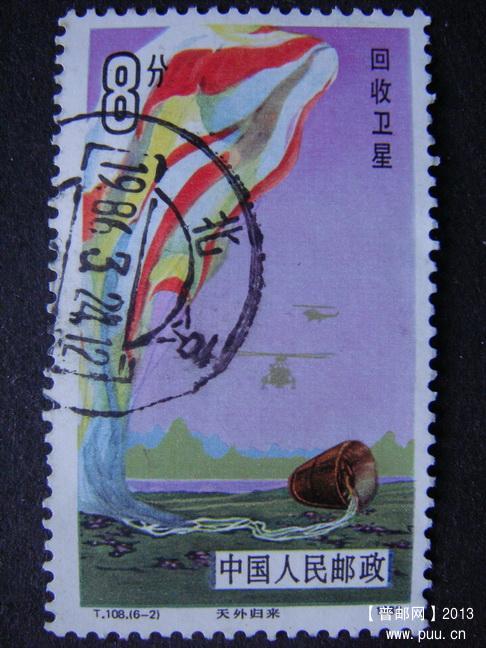 8分
回收卫星
1986.3.24.12
北
中国人民邮政
T.108.(6-2) 天外归来
【普邮网】2013
www.puu.cn